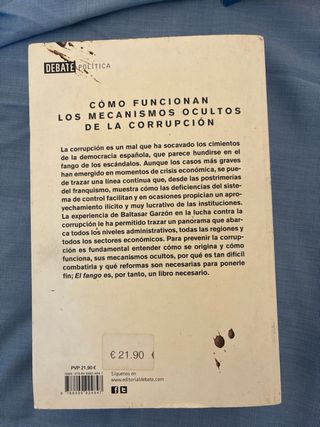 DEBATE POLÍTICA
CÓMO FUNCIONAN
LOS MECANISMOS OCULTOS
DE LA CORRUPCIÓN
La corrupción es un mal que ha socavado los cimientos
de la democracia española, que parece hundirse en el
fango de los escándalos. Aunque los casos más graves
han emergido en momentos de crisis económica, se pue-
de trazar una línea continua que, desde las postrimerías
del franquismo, muestra cómo las deficiencias del siste-
ma de control facilitan y en ocasiones propician un apro-
vechamiento ilícito y muy lucrativo de las instituciones.
La experiencia de Baltasar Garzón en la lucha contra la
corrupción le ha permitido trazar un panorama que abar-
ca todos los niveles administrativos, todas las regiones y
todos los sectores económicos. Para prevenir la corrup-
ción es fundamental entender cómo se origina y cómo
funciona, sus mecanismos ocultos, por qué es tan difícil
combatirla y qué reformas son necesarias para ponerle
fin; El fango es, por tanto, un libro necesario.
€ 21.90 €
PVP 21,90 €
Síguenos en
www.editorialdebate.com